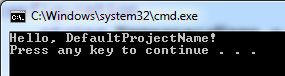 C:\Windows\system32\cmd.exe
Hello, DefaultProjectName!
Press any key to continue . . .